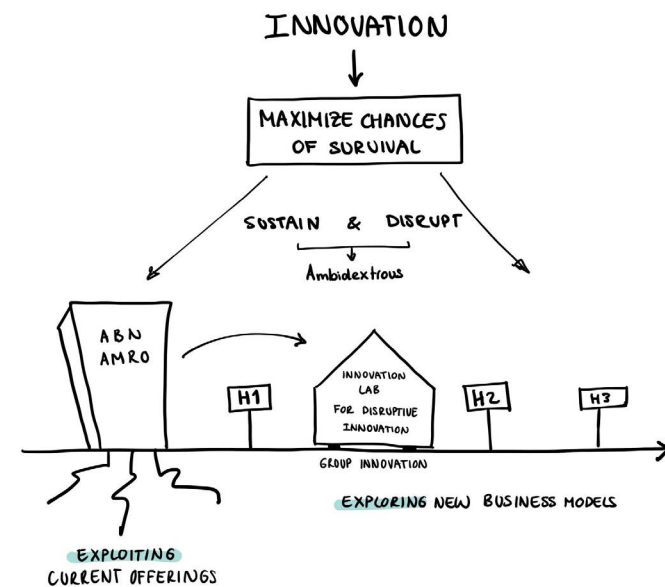 INNOVATION
MAXIMIZE CHANCES
OF SURVIVAL
SUSTAIN & DISRUPT
Ambidextrous
ABN
AMRO
H1
INNOVATION
LAB
FOR DISRUPTIVE
INNOVATION
H2
H3
GROUP INNOVATION
EXPLORING NEW BUSINESS MODELS
EXPLOITING
CURRENT OFFERINGS